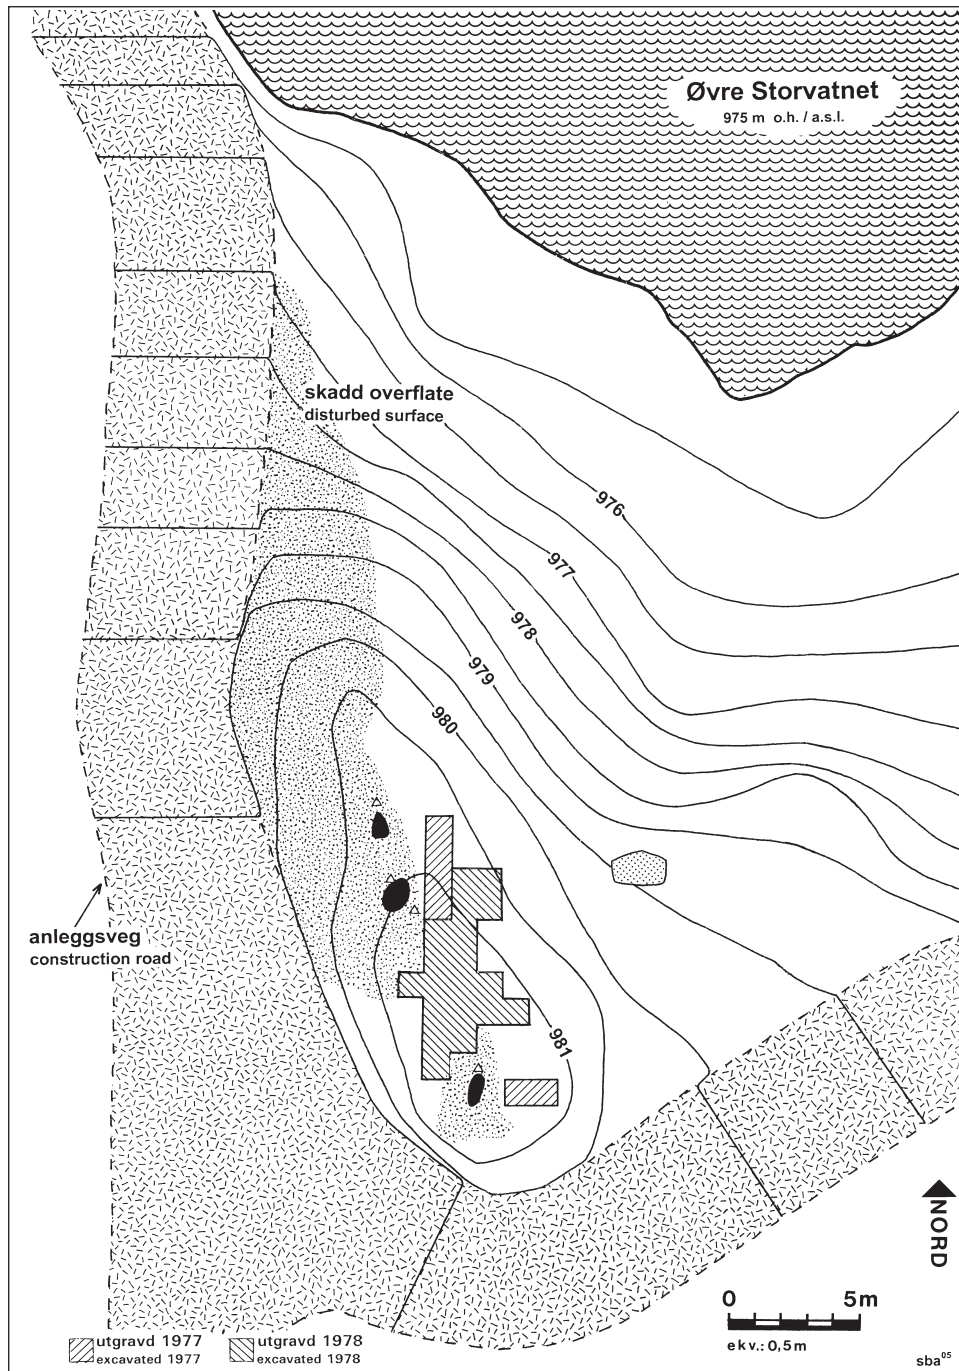 Øvre Storvatnet
975 m o.h. / a.s.l.
skadd overflate
disturbed surface
976
977
978
979
980
981
anleggsveg
construction road
NORD
0 5m
ekv.: 0,5m
utgravd 1977
excavated 1977
utgravd 1978
excavated 1978
sba05